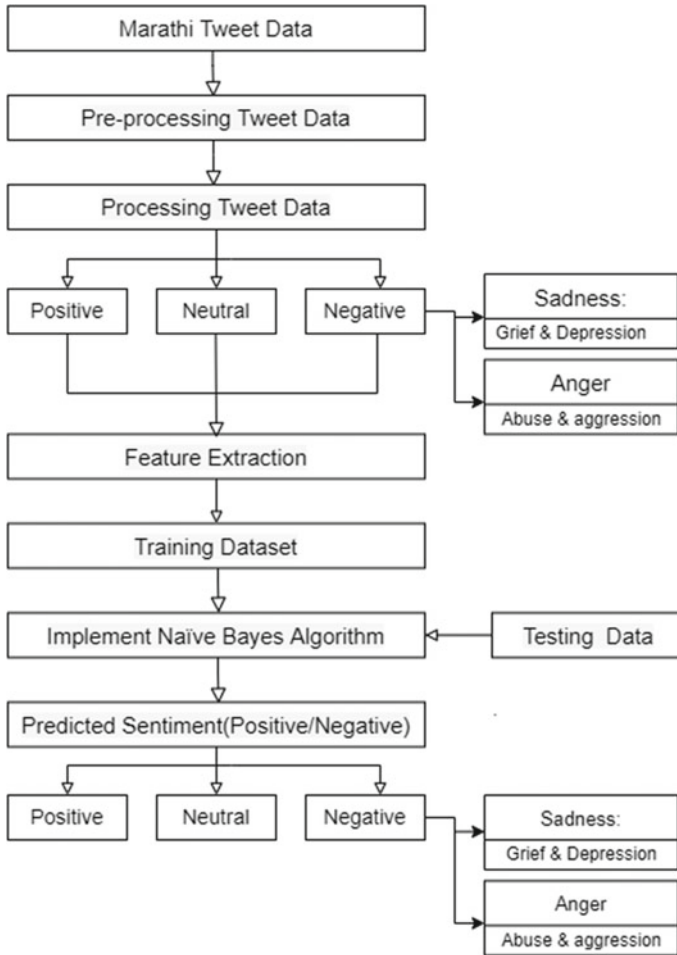 Marathi Tweet Data
Pre-processing Tweet Data
Processing Tweet Data
Positive
Neutral
Negative
Sadness:
Grief & Depression
Anger
Abuse & aggression
Feature Extraction
Training Dataset
Implement Naïve Bayes Algorithm
Testing Data
Predicted Sentiment(Positive/Negative)
Positive
Neutral
Negative
Sadness:
Grief & Depression
Anger
Abuse & aggression